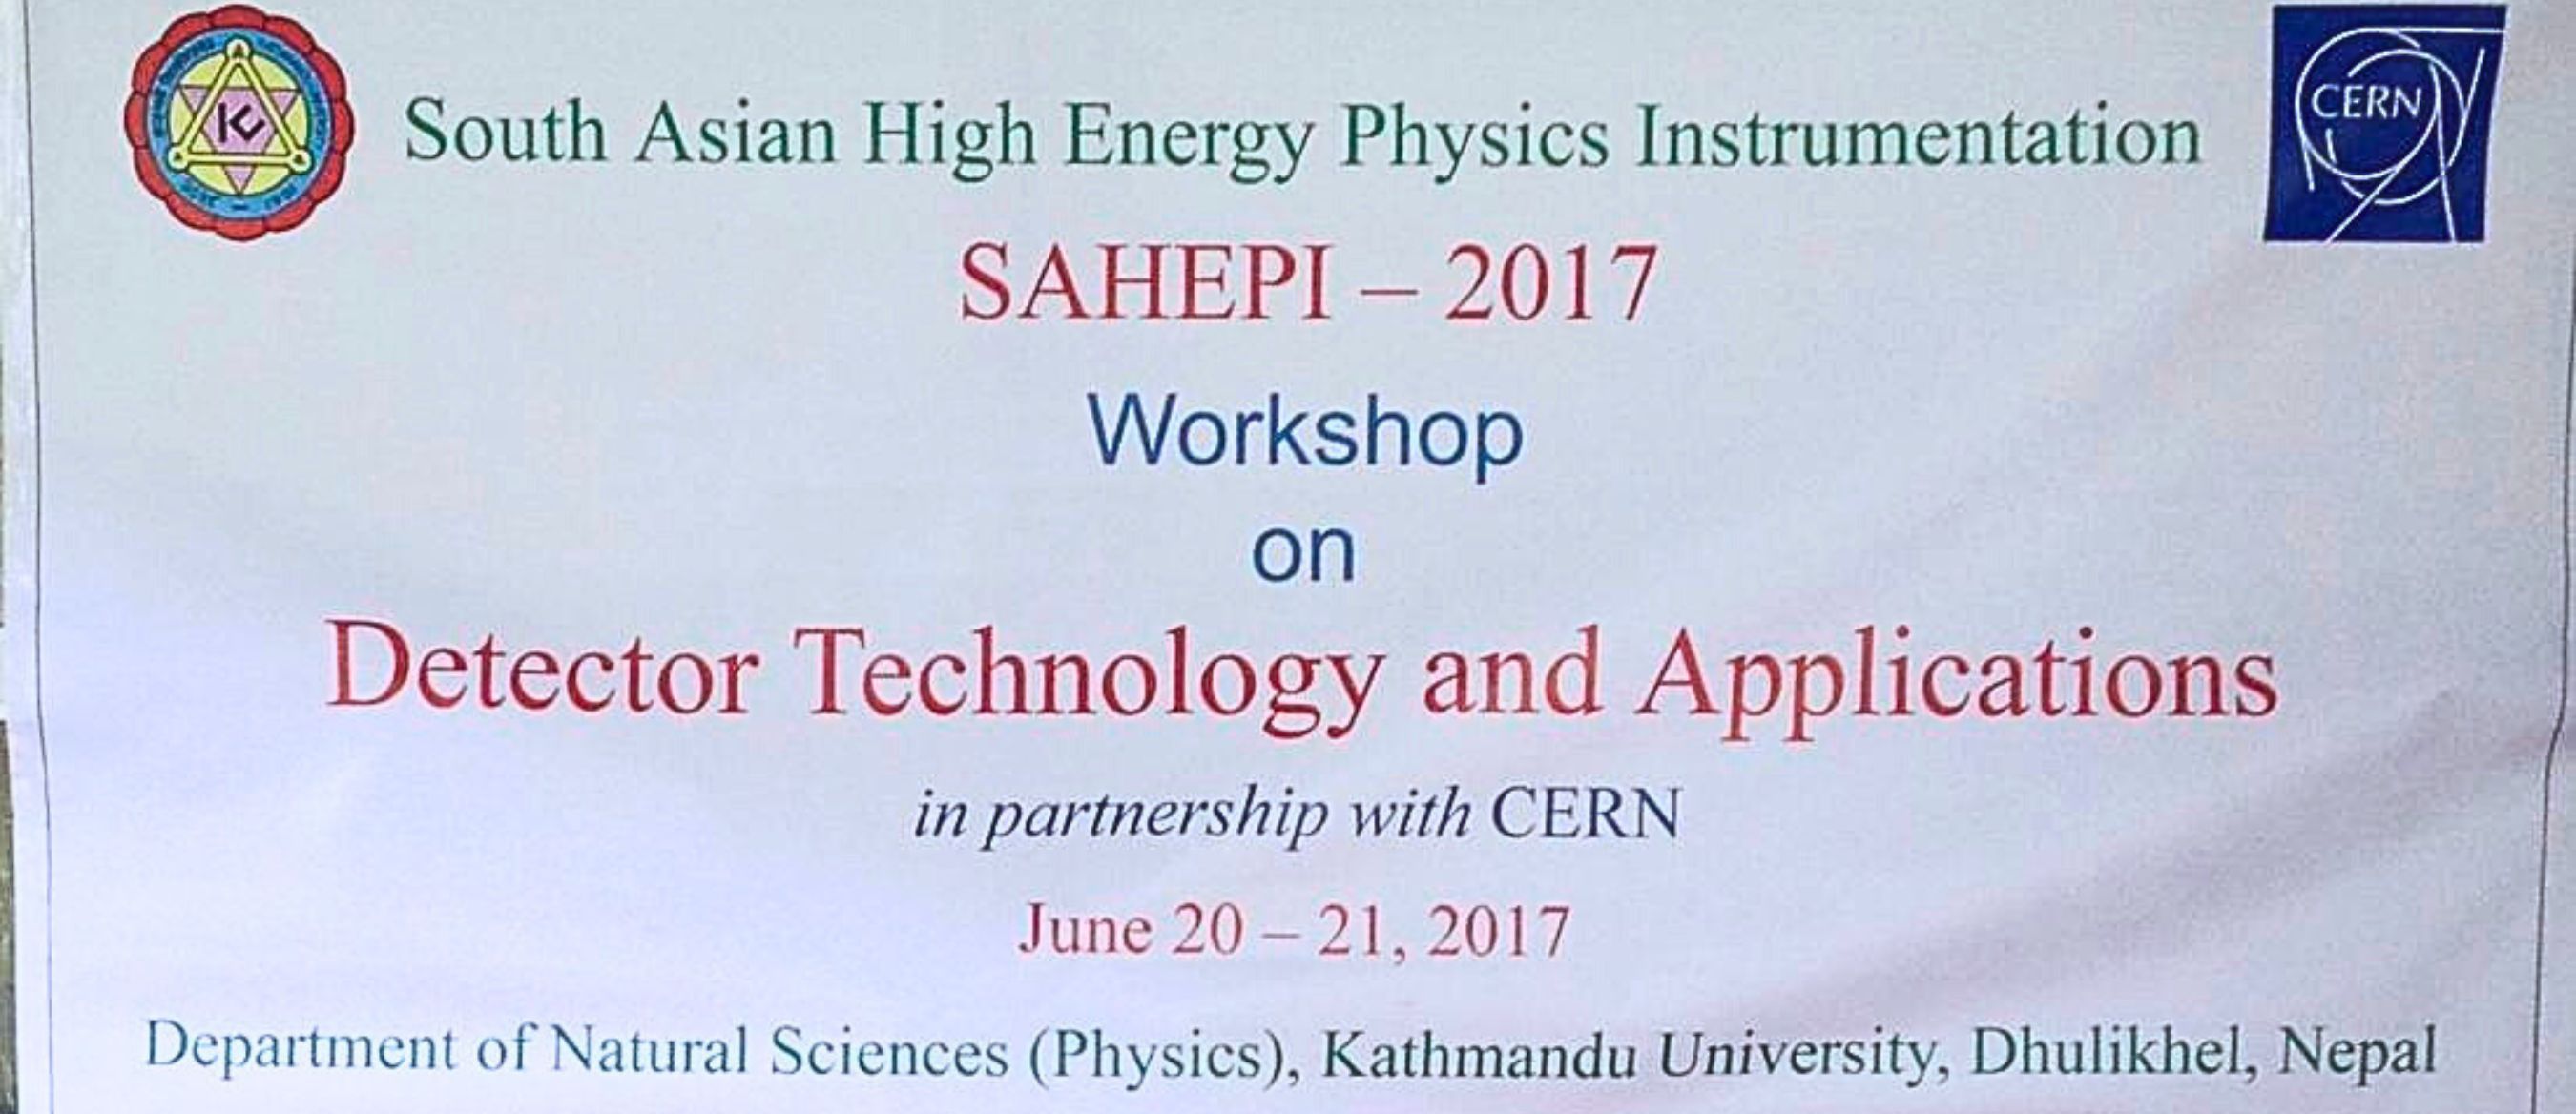 South Asian High Energy Physics Instrumentation
CERN
SAHEPI – 2017
Workshop
on
Detector Technology and Applications
in partnership with CERN
June 20 – 21, 2017
Department of Natural Sciences (Physics), Kathmandu University, Dhulikhel, Nepal